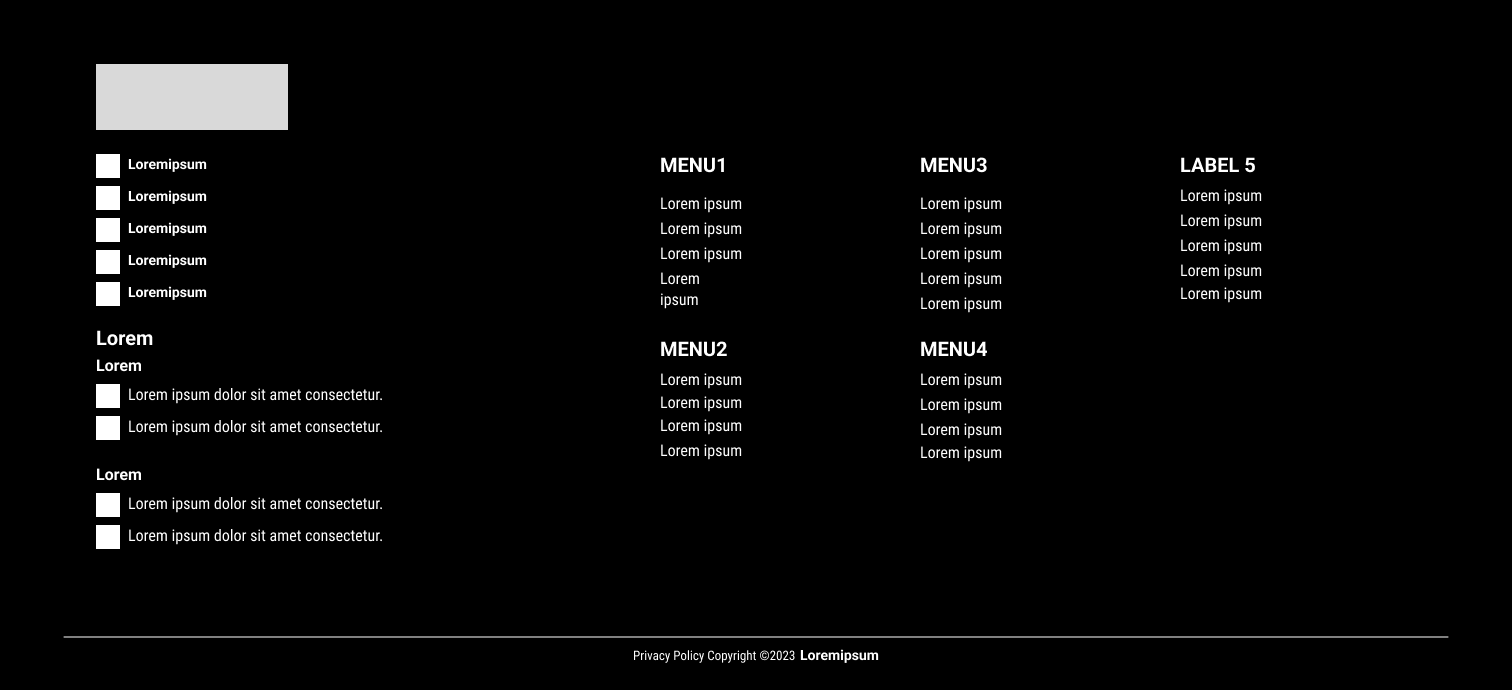 Loremipsum
Loremipsum
Loremipsum
Loremipsum
Loremipsum
Lorem
Lorem
Lorem ipsum dolor sit amet consectetur.
Lorem ipsum dolor sit amet consectetur.
Lorem
Lorem ipsum dolor sit amet consectetur.
Lorem ipsum dolor sit amet consectetur.
MENU1
Lorem ipsum
Lorem ipsum
Lorem ipsum
Lorem
ipsum
MENU2
Lorem ipsum
Lorem ipsum
Lorem ipsum
Lorem ipsum
MENU3
Lorem ipsum
Lorem ipsum
Lorem ipsum
Lorem ipsum
Lorem ipsum
MENU4
Lorem ipsum
Lorem ipsum
Lorem ipsum
Lorem ipsum
LABEL 5
Lorem ipsum
Lorem ipsum
Lorem ipsum
Lorem ipsum
Lorem ipsum
Privacy Policy Copyright ©2023 Loremipsum